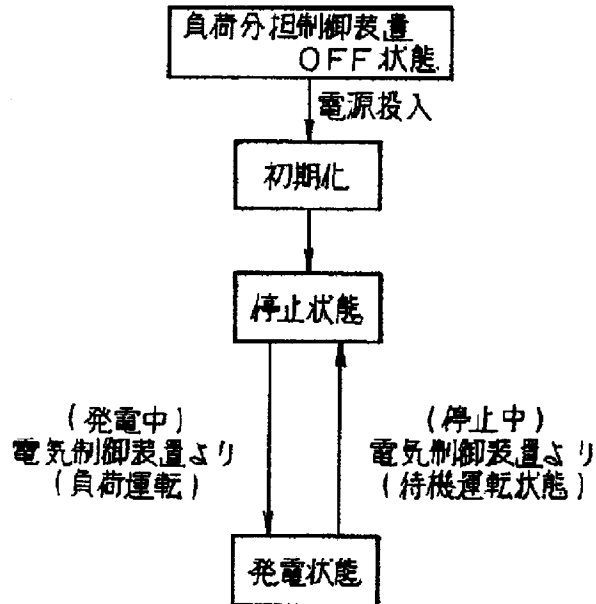 負荷分担制御装置
OFF状態
電源投入
初期化
停止状態
(発電中)
電気制御装置より
(負荷運転)
(停止中)
電気制御装置より
(待機運転状態)
発電状態